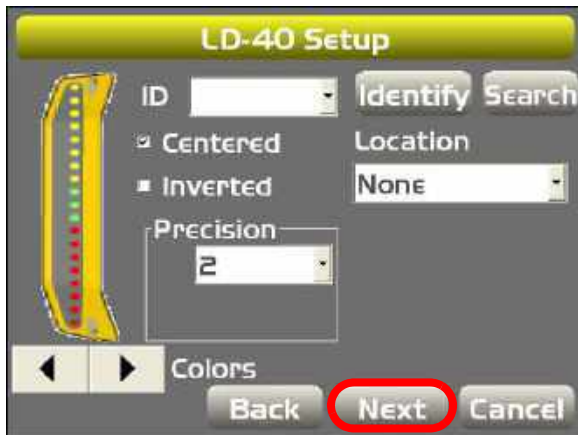 LD-40 Setup
ID
Identify
Search
Centered
Location
Inverted
None
Precision
2
Colors
Back
Next
Cancel